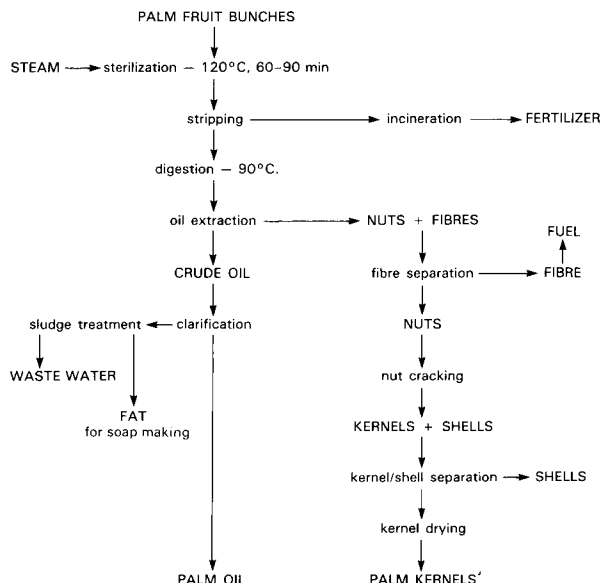 PALM FRUIT BUNCHES
STEAM sterilization – 120°C, 60–90 min
stripping incineration FERTILIZER
digestion – 90°C.
oil extraction NUTS + FIBRES
FUEL
CRUDE OIL fibre separation FIBRE
sludge treatment clarification NUTS
WASTE WATER nut cracking
FAT
for soap making
KERNELS + SHELLS
kernel/shell separation SHELLS
kernel drying
PALM OIL PALM KERNELS